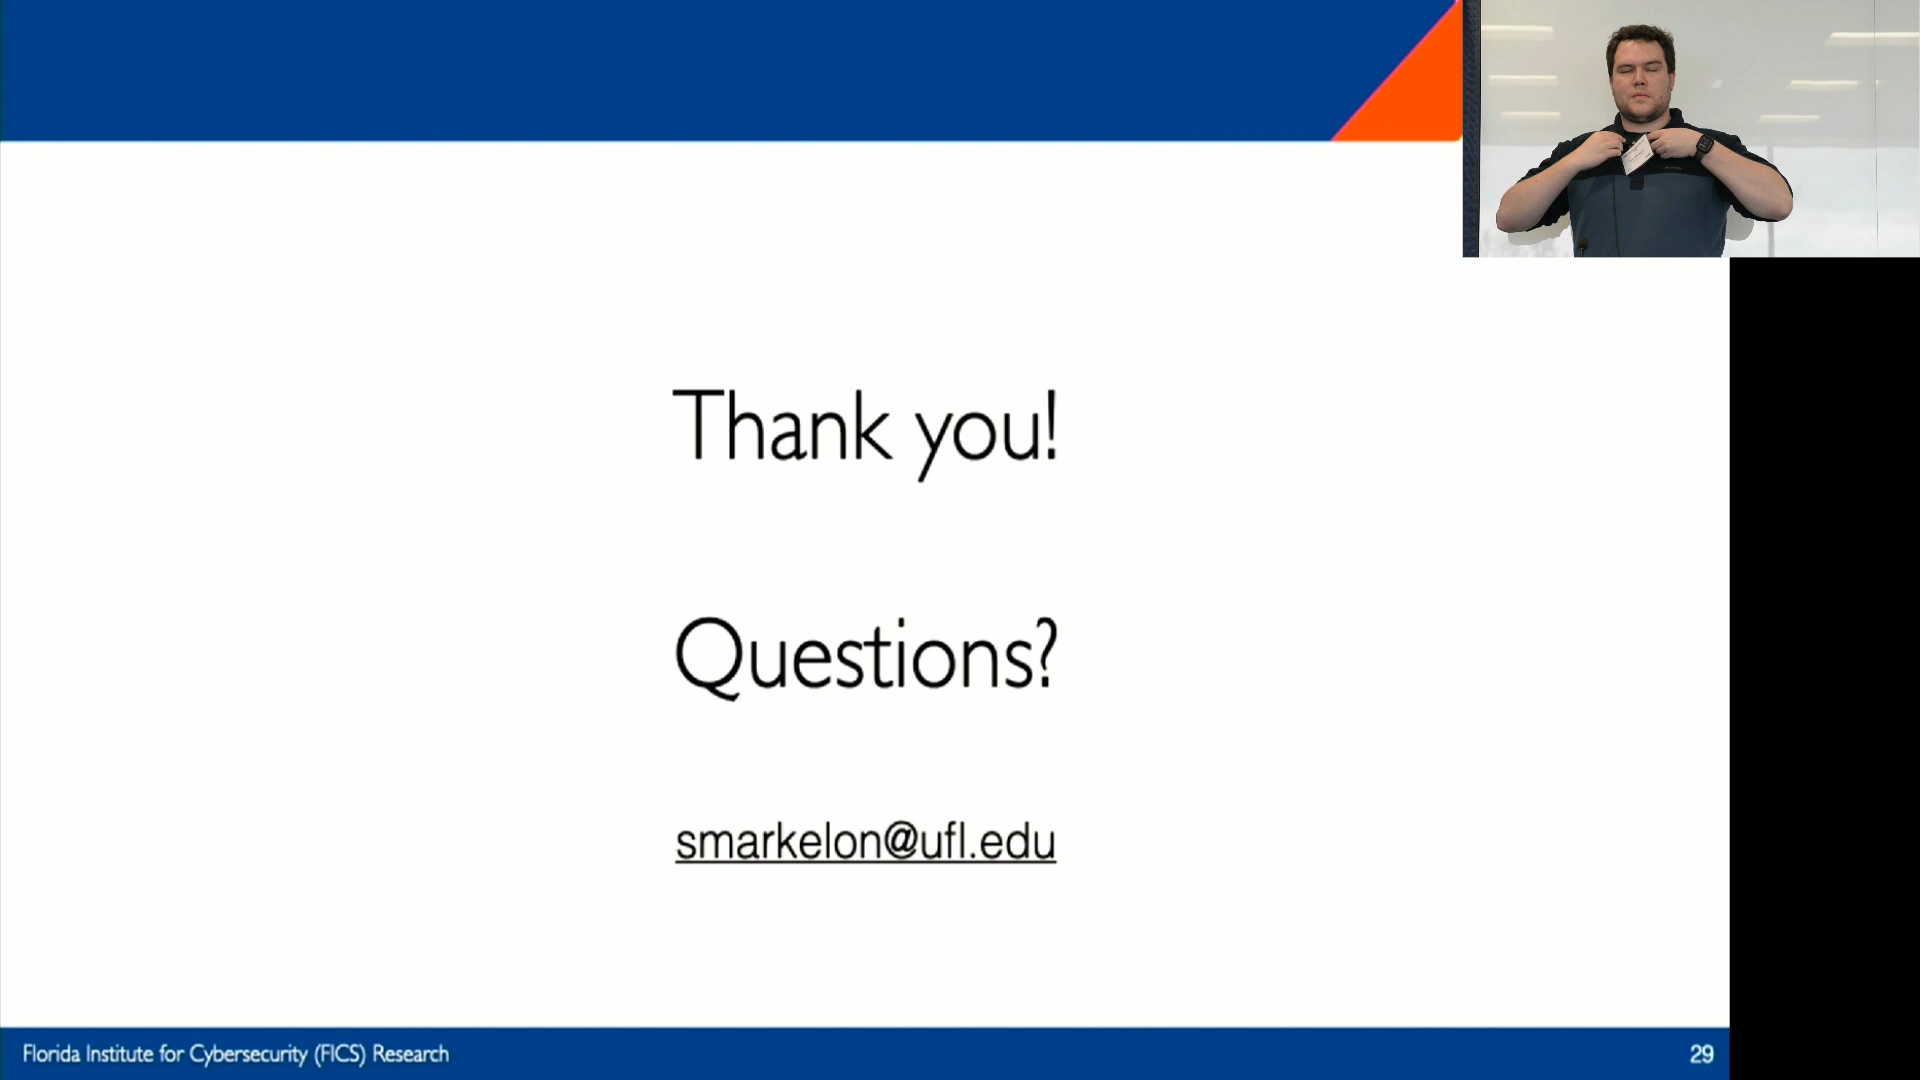 Thank you!
Questions?
smarkelon@ufl.edu
Florida Institute for Cybersecurity (FICS) Research
29